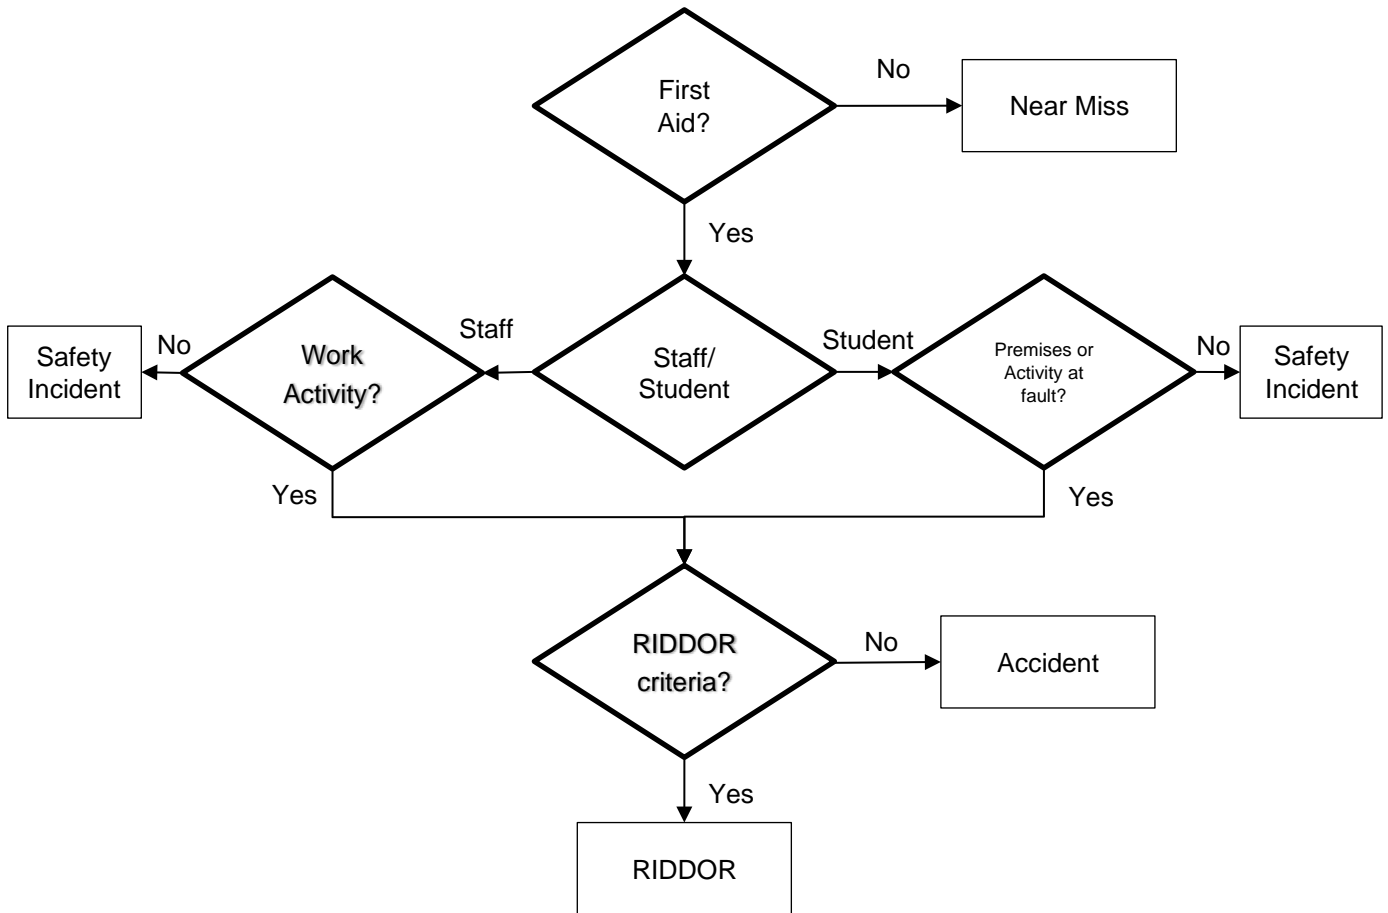 First
Aid?
No
Near Miss
Yes
Safety
Incident
No
Work
Activity?
Staff
Staff/
Student
Student
Premises or
Activity at
fault?
No
Safety
Incident
Yes
Yes
RIDDOR
criteria?
No
Accident
Yes
RIDDOR